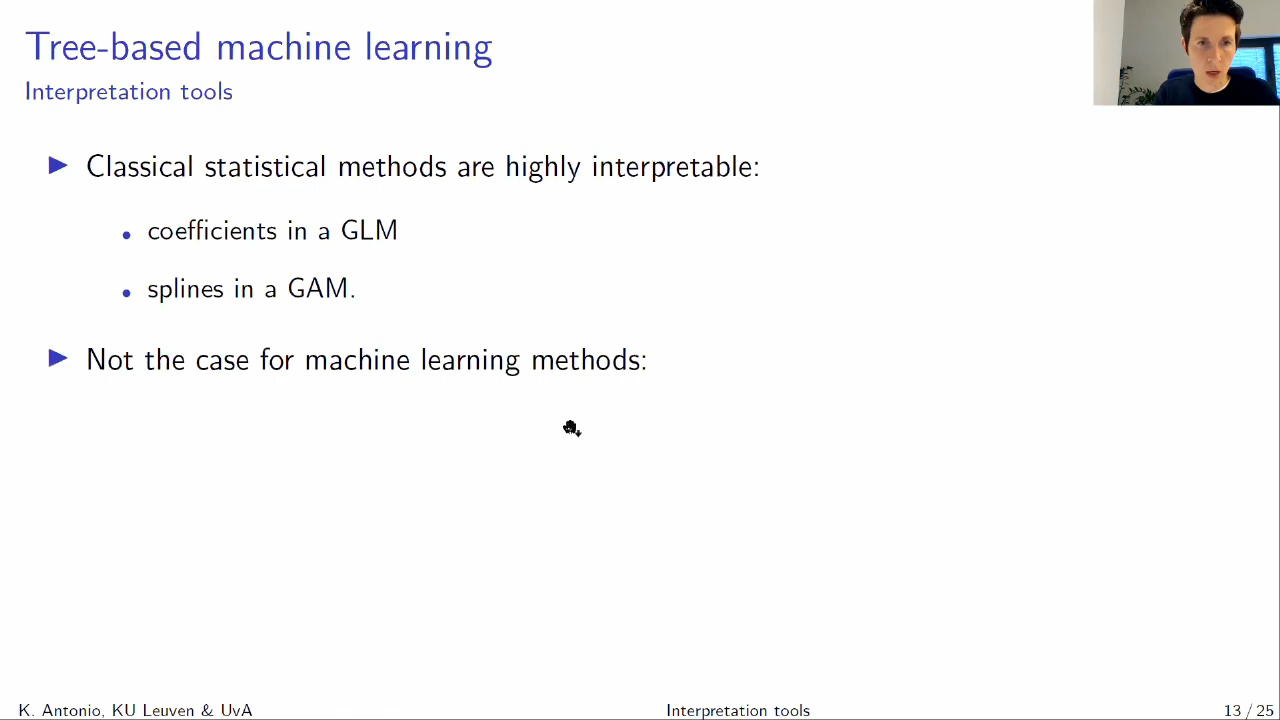 Tree-based machine learning
Interpretation tools
Classical statistical methods are highly interpretable:
coefficients in a GLM
splines in a GAM.
Not the case for machine learning methods:
K. Antonio, KU Leuven & UvA
Interpretation tools
13 / 25